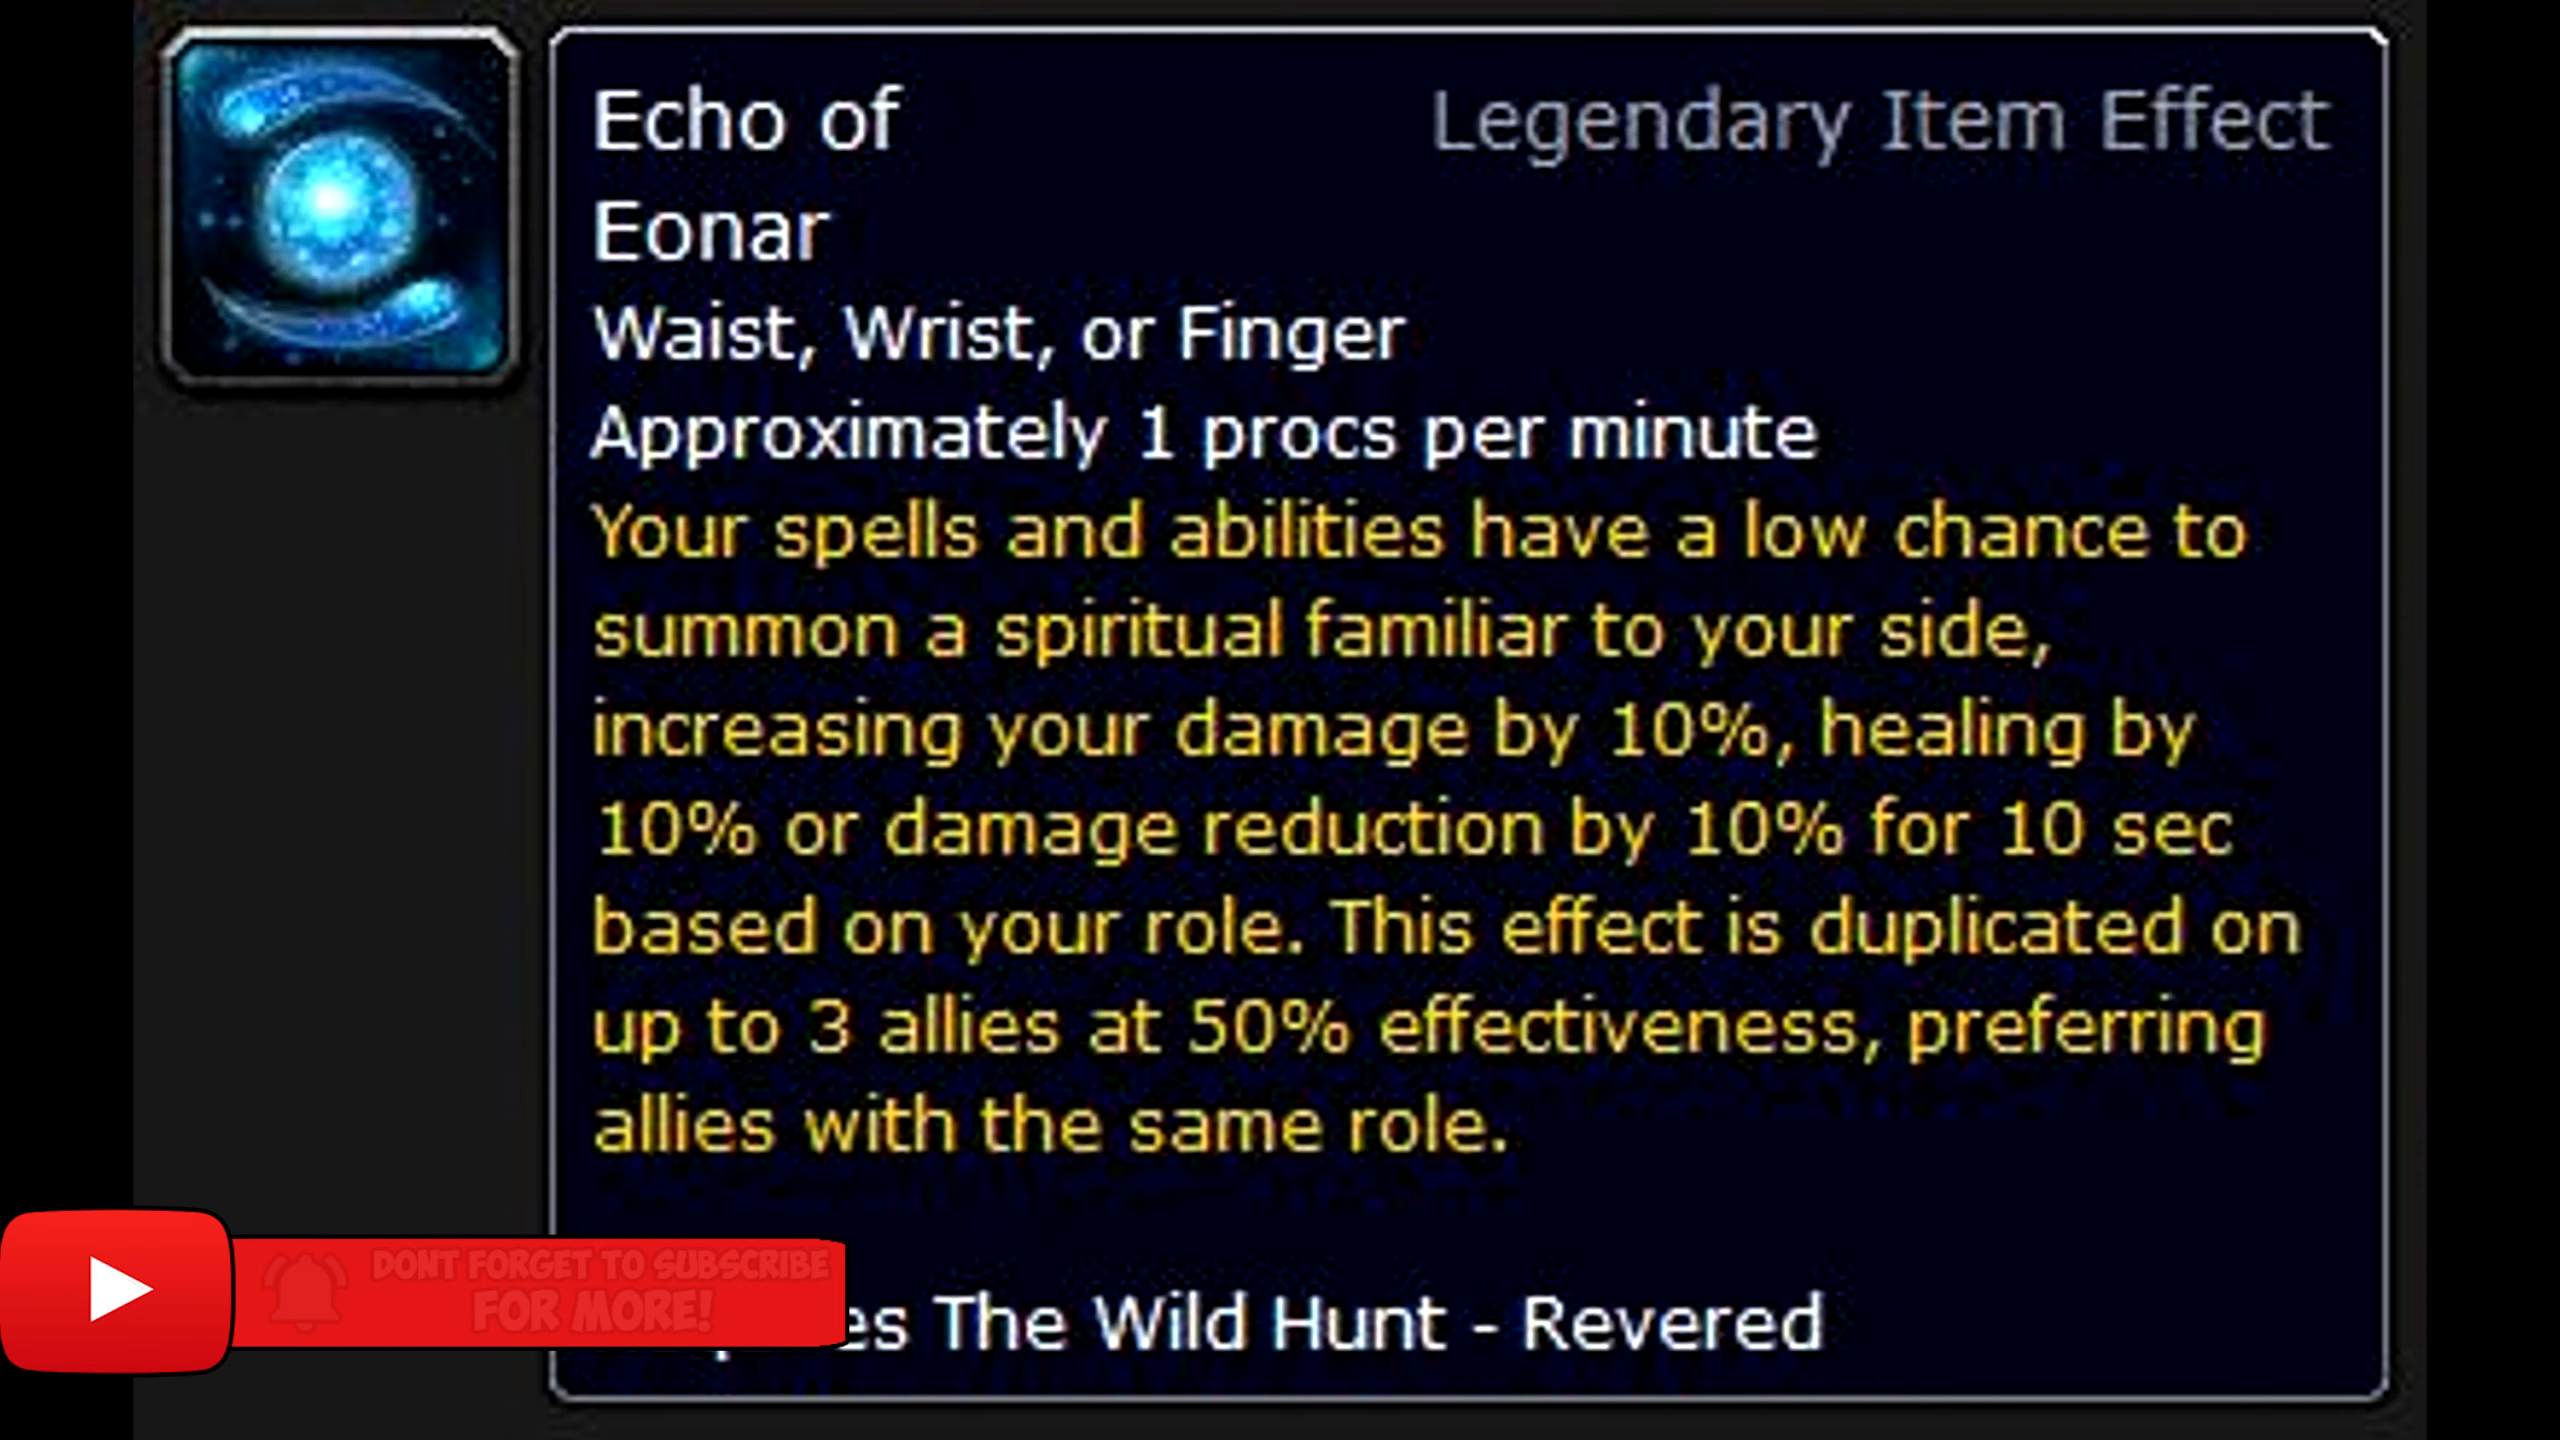 Echo of Legendary Item Effect
Eonar
Waist, Wrist, or Finger
Approximately 1 procs per minute
Your spells and abilities have a low chance to
summon a spiritual familiar to your side,
increasing your damage by 10%, healing by
10% or damage reduction by 10% for 10 sec
based on your role. This effect is duplicated on
up to 3 allies at 50% effectiveness, preferring
allies with the same role.
DONT FORGET TO SUBSCRIBE
FOR MORE!
The Wild Hunt - Revered